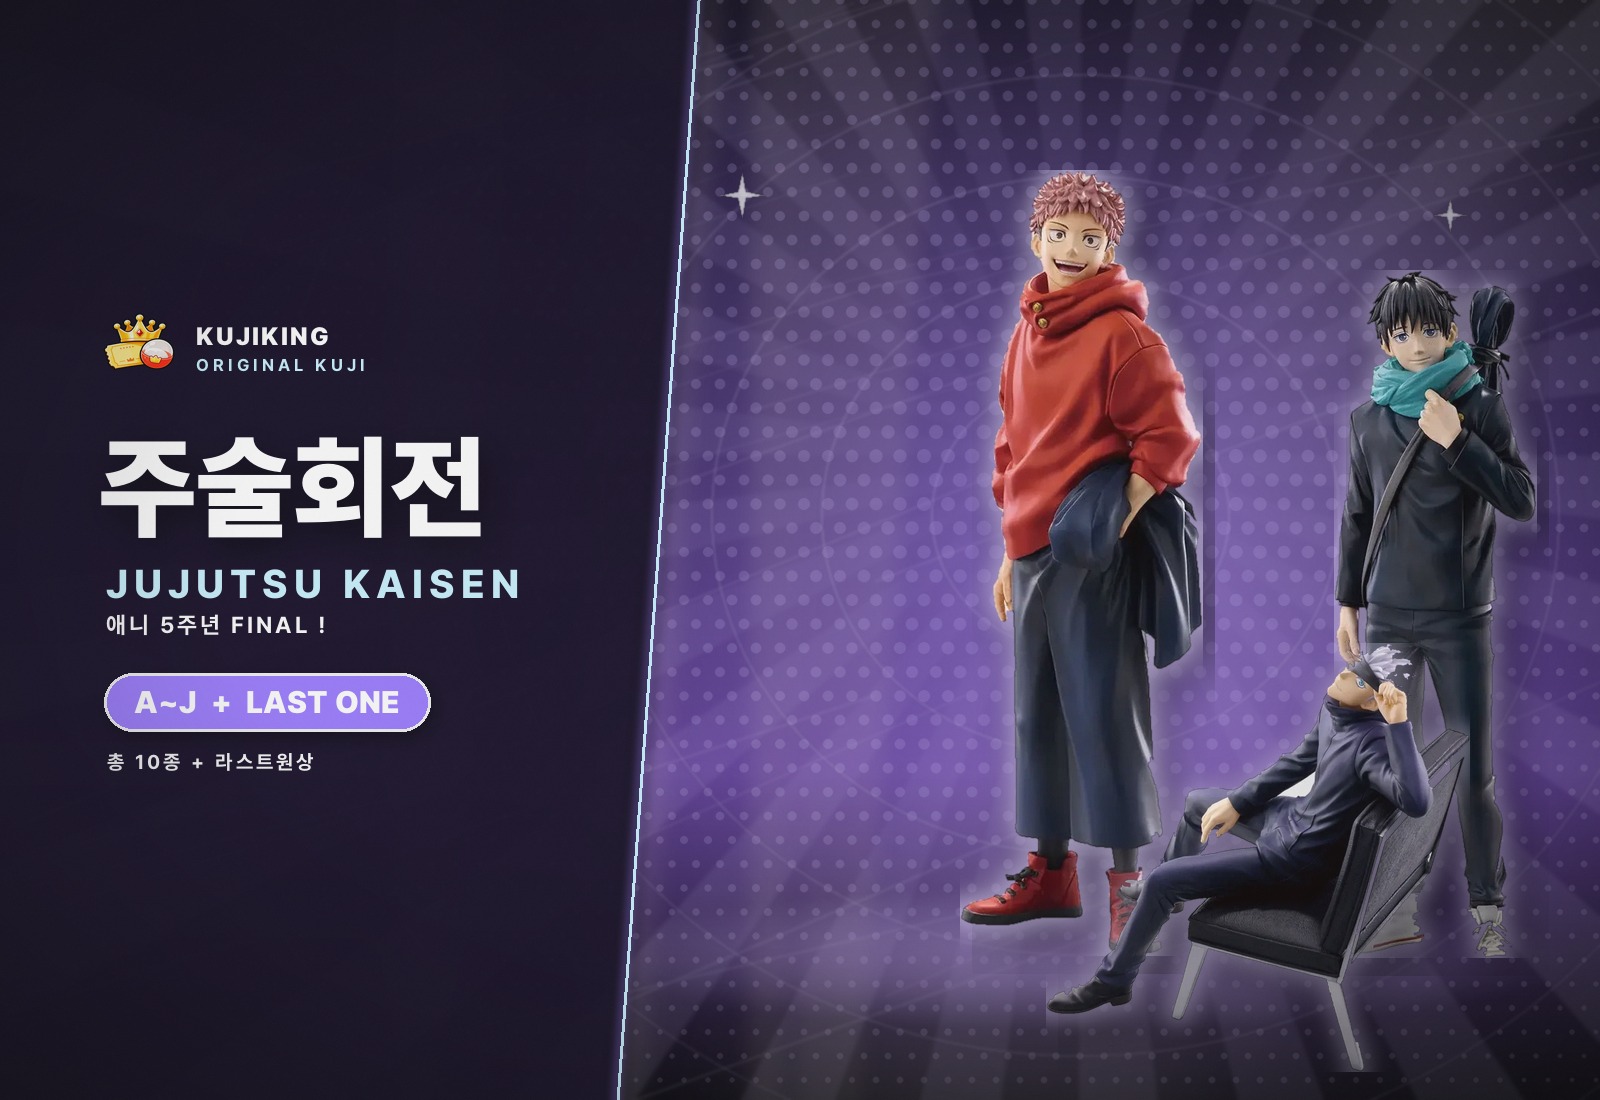 KUJIKING
ORIGINAL KUJI
주술회전
JUJUTSU KAISEN
애니 5주년 FINAL !
A~J + LAST ONE
총 10종 + 라스트원상